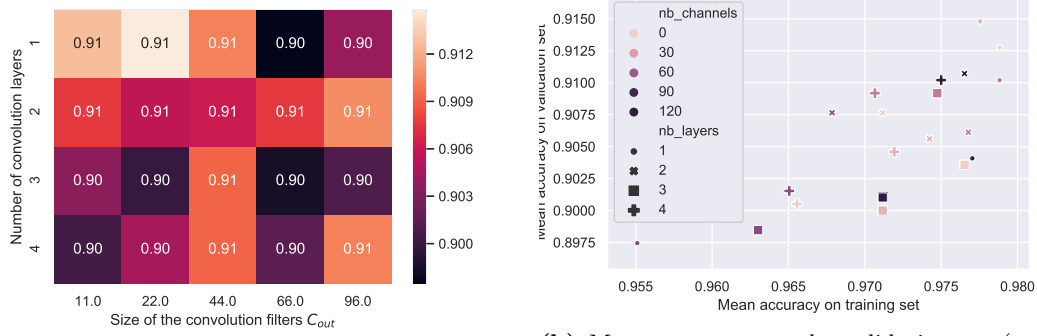 1 0.91 0.91 0.91 0.90 0.90
2 0.91 0.91 0.91 0.91 0.91
3 0.90 0.90 0.91 0.90 0.90
4 0.90 0.90 0.91 0.90 0.91
11.0 22.0 44.0 66.0 96.0
Size of the convolution filters C_out
Number of convolution layers
0.912
0.909
0.906
0.903
0.900
0.9150
0.9125
0.9100
0.9075
0.9050
0.9025
0.9000
0.8975
Mean accuracy on validation set
nb_channels
0
30
60
90
120
nb_layers
1
2
3
4
0.955 0.960 0.965 0.970 0.975 0.980
Mean accuracy on training set